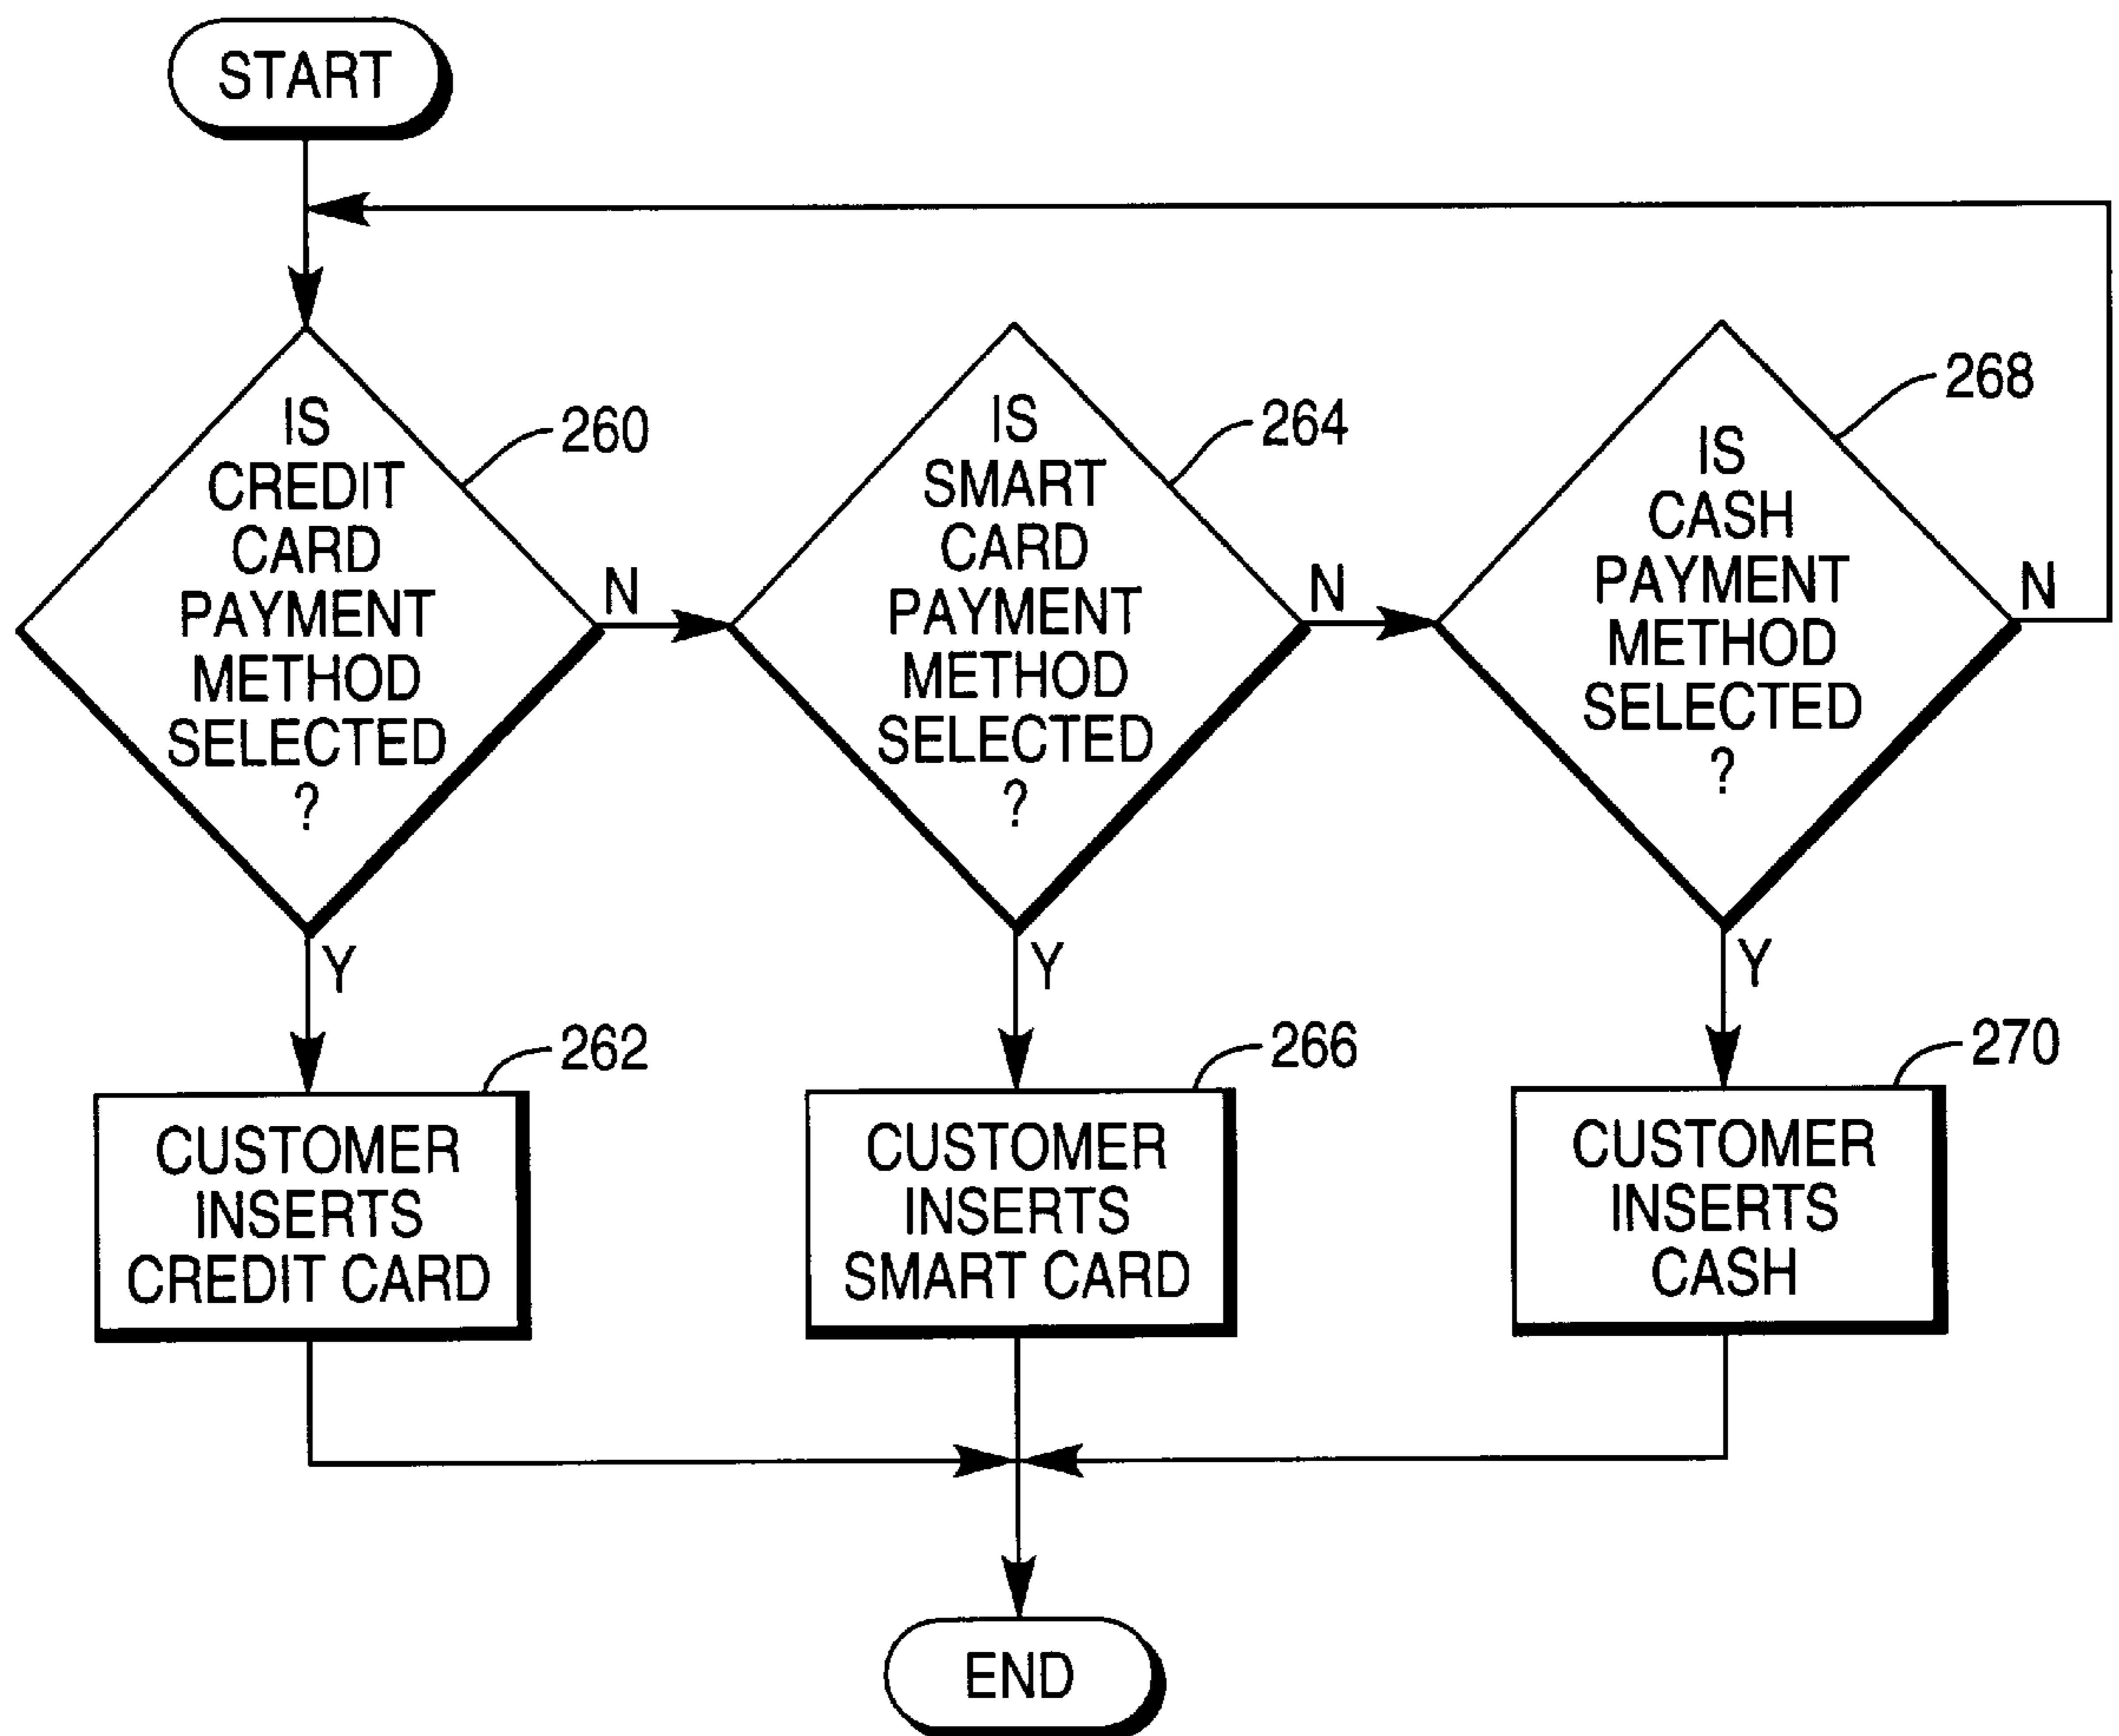 START
IS
CREDIT
CARD
PAYMENT
METHOD
SELECTED
?
260
N
Y
IS
SMART
CARD
PAYMENT
METHOD
SELECTED
?
264
N
Y
IS
CASH
PAYMENT
METHOD
SELECTED
?
268
N
Y
262
CUSTOMER
INSERTS
CREDIT CARD
266
CUSTOMER
INSERTS
SMART CARD
270
CUSTOMER
INSERTS
CASH
END